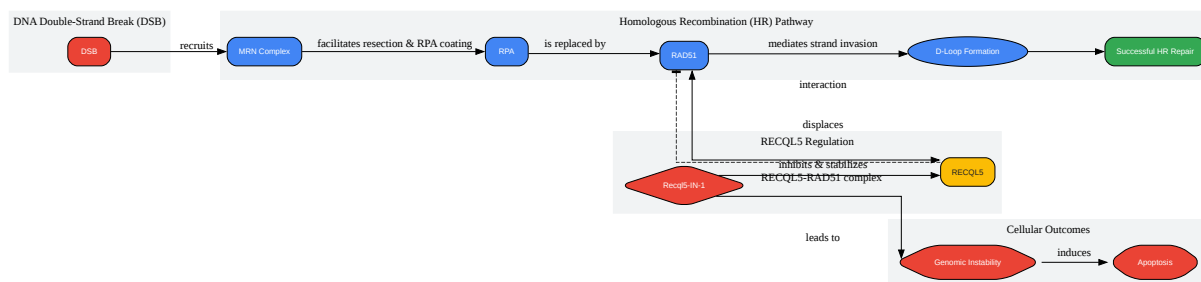 DNA Double-Strand Break (DSB)
Homologous Recombination (HR) Pathway
DSB
recruits
MRN Complex
facilitates resection & RPA coating
RPA
is replaced by
RAD51
mediates strand invasion
D-Loop Formation
Successful HR Repair
interaction
displaces
RECQL5 Regulation
inhibits & stabilizes
RECQL5-RAD51 complex
RECQL5
Recql5-IN-1
leads to
Cellular Outcomes
Genomic Instability
induces
Apoptosis